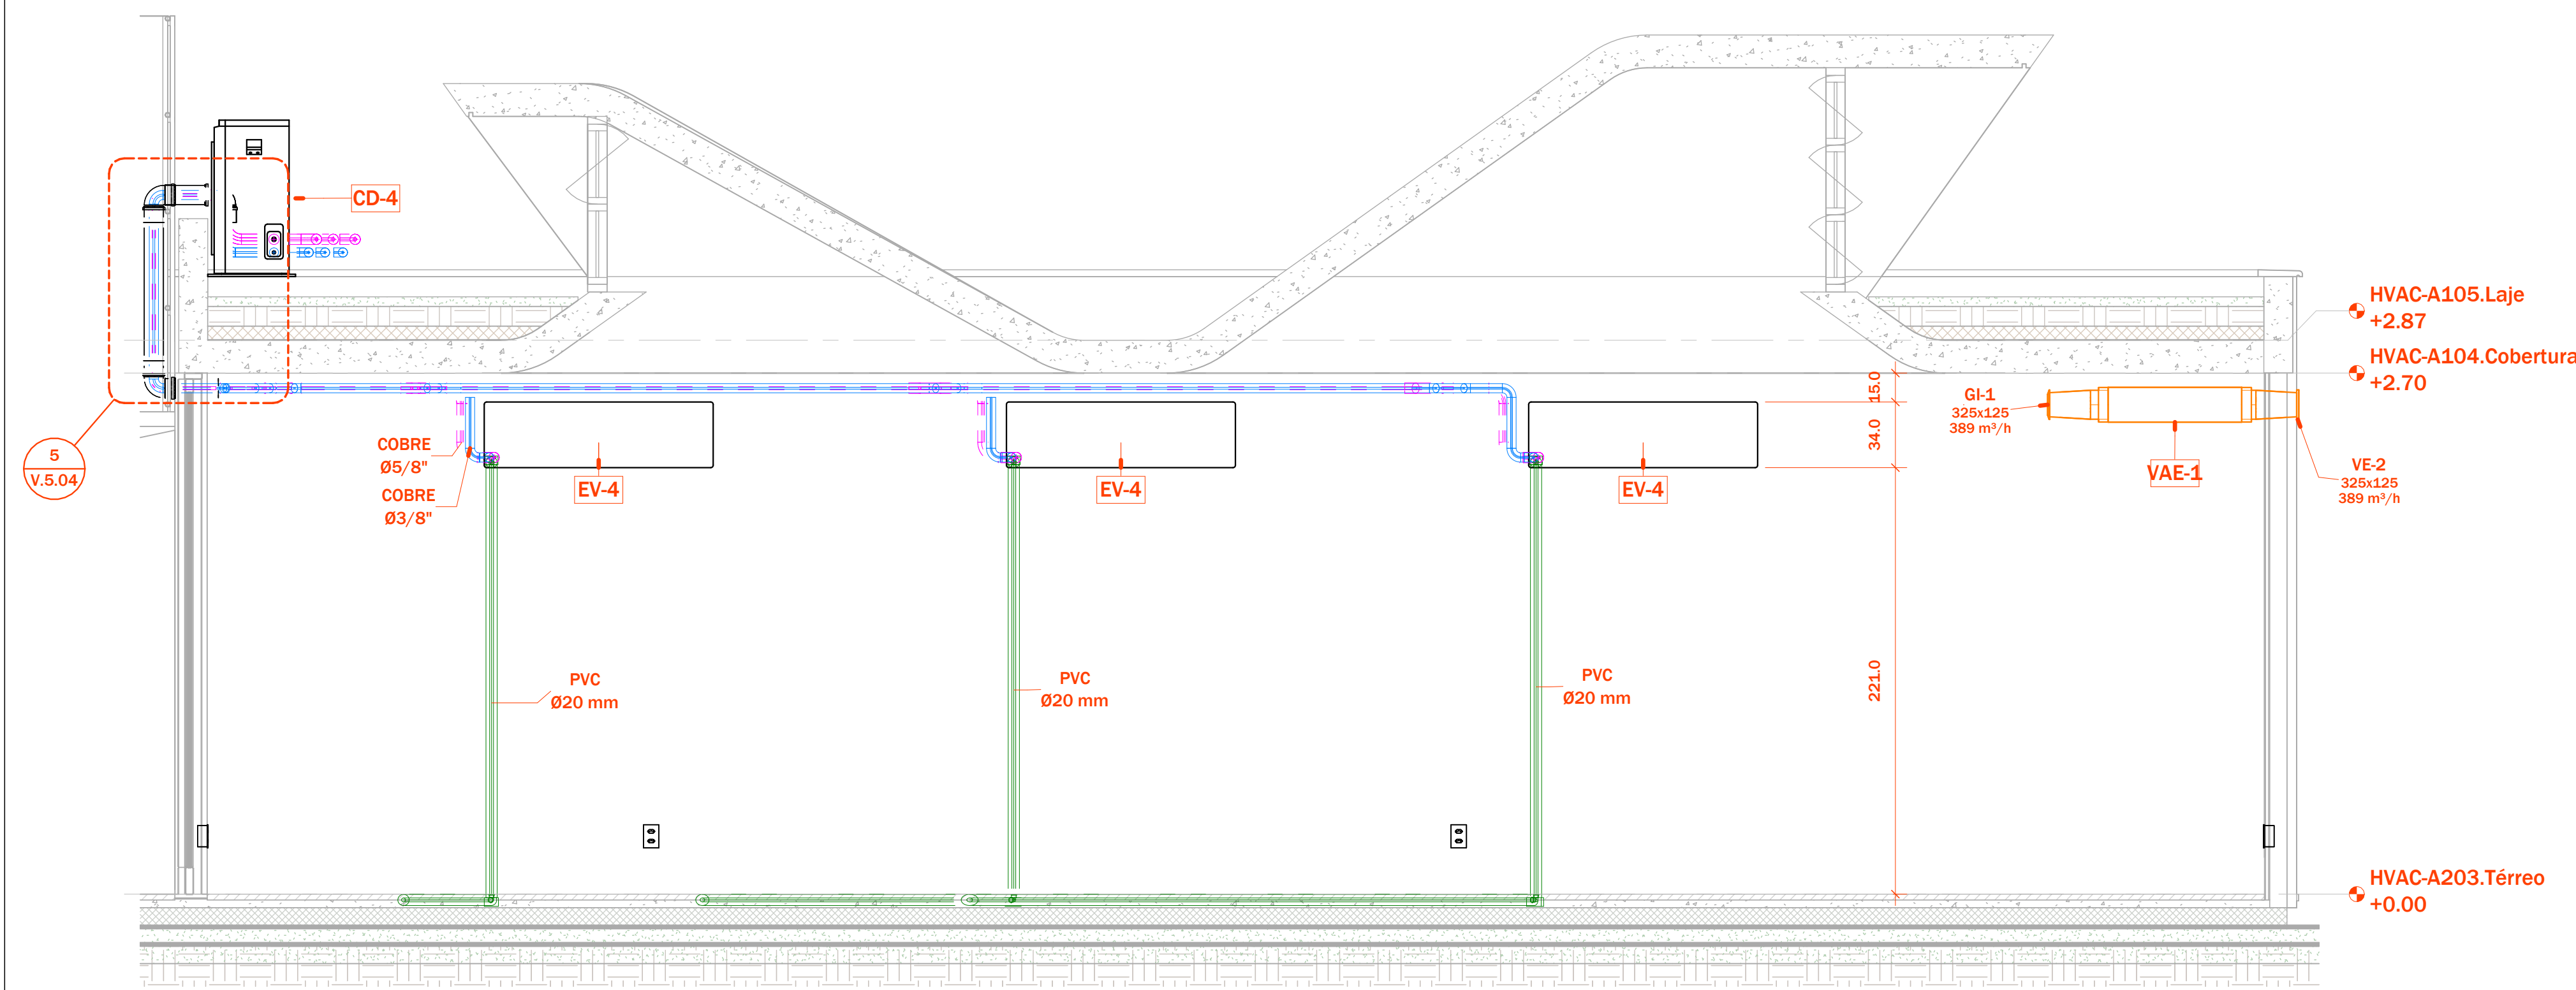 CD-4
HVAC-A105.Laje
+2.87
HVAC-A104.Cobertura
+2.70
15.0
GI-1
325x125
389 m³/h
34.0
COBRE
Ø5/8"
5
V.5.04
VAE-1
VE-2
325x125
389 m³/h
EV-4
EV-4
EV-4
COBRE
Ø3/8"
PVC
Ø20 mm
PVC
Ø20 mm
PVC
Ø20 mm
221.0
HVAC-A203.Térreo
+0.00